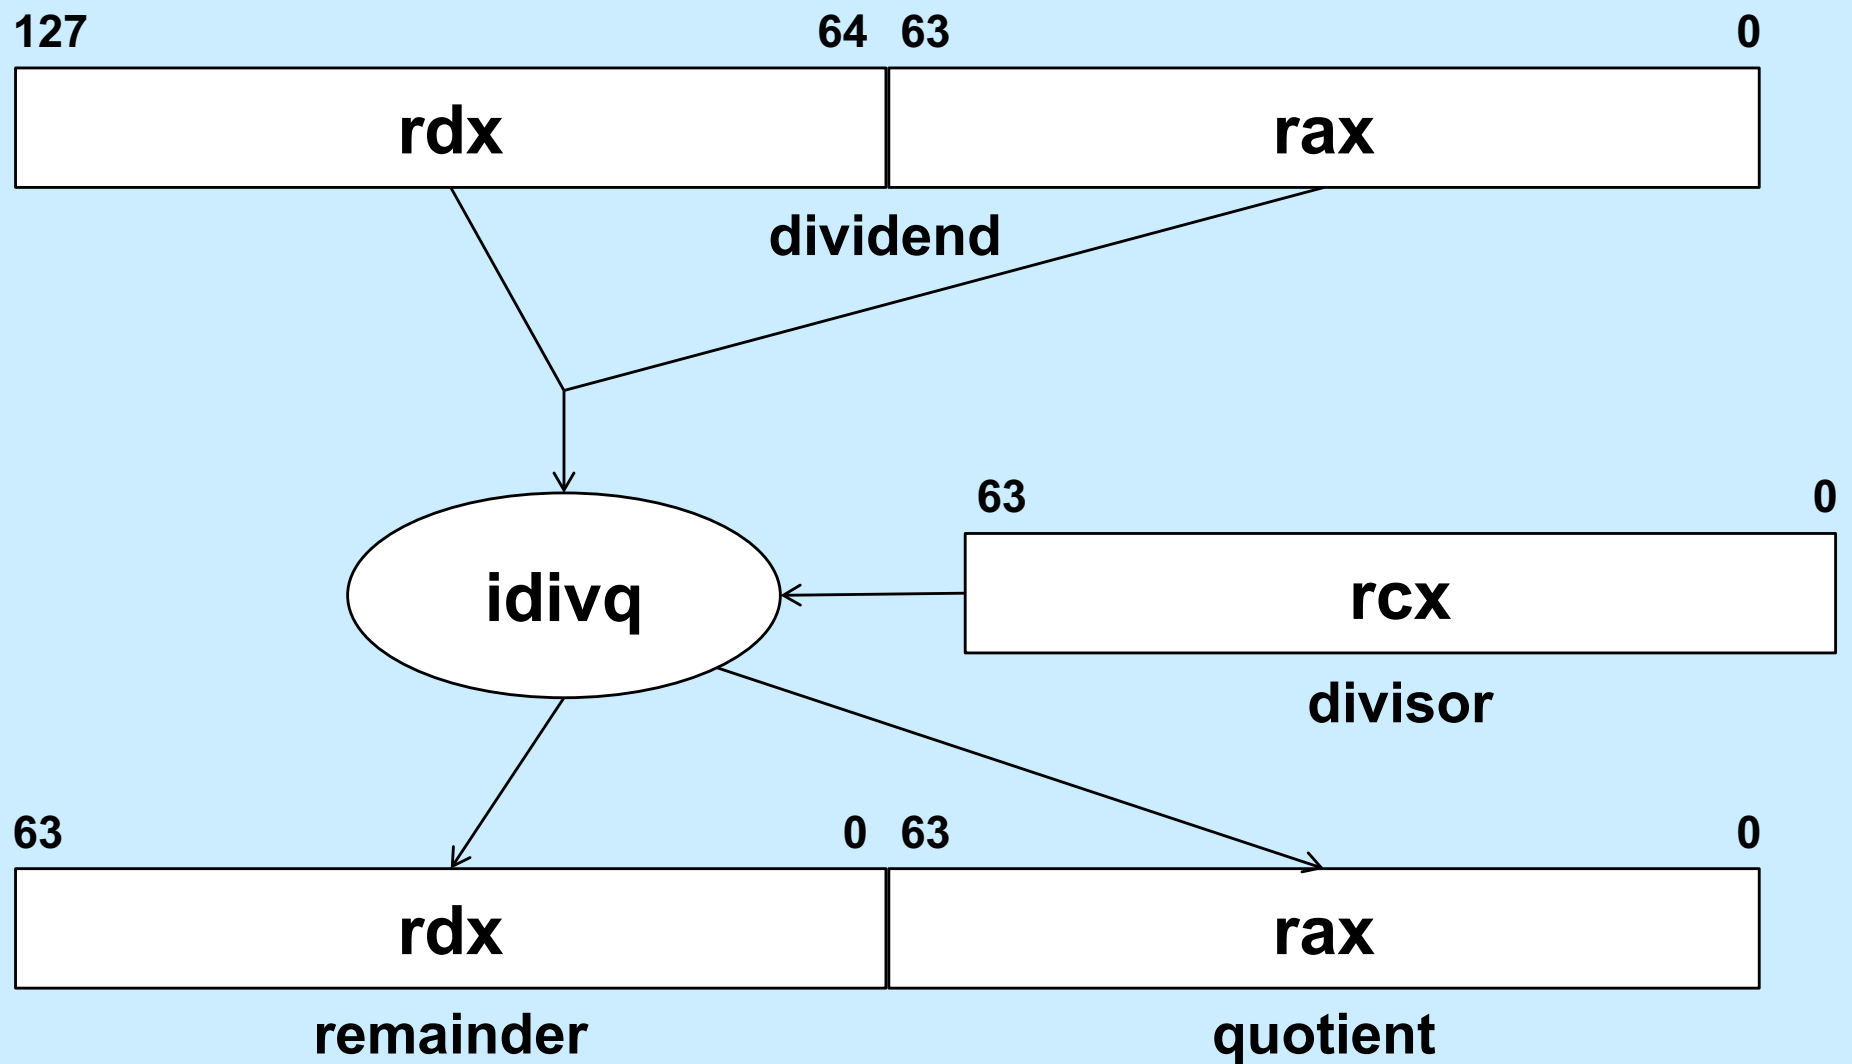 127 64 63 0
rdx rax
dividend
63 0
idivq rcx
divisor
63 0 63 0
rdx rax
remainder quotient